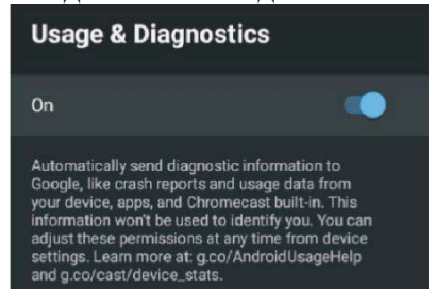 Usage & Diagnostics
On
Automatically send diagnostic information to
Google, like crash reports and usage data from
your device, apps, and Chromecast built-in. This
information won't be used to identify you. You can
adjust these permissions at any time from device
settings. Learn more at: g.co/AndroidUsageHelp
and g.co/cast/device_stats.